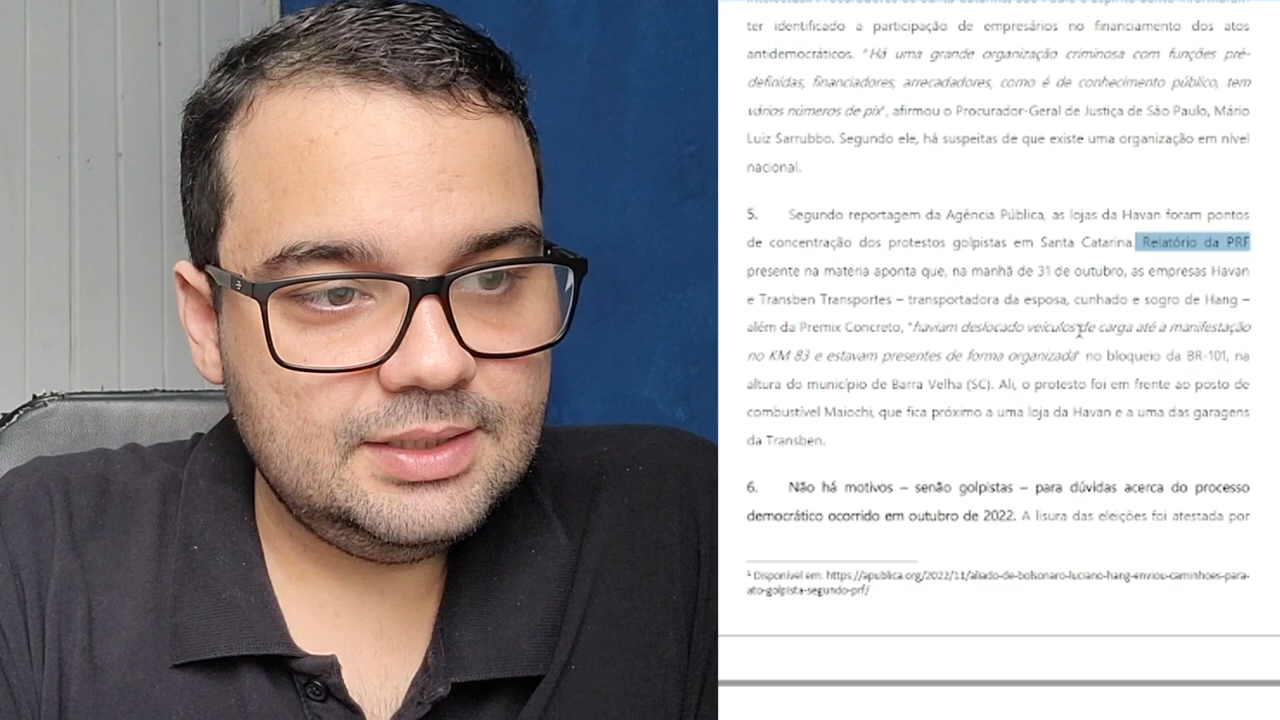 ter identificado a participação de empresários no financiamento dos atos
antidemocráticos. "Há uma grande organização criminosa com funções pré-
definidas, financiadores, arrecadadores, como é de conhecimento público, tem
vários números de pix", afirmou o Procurador-Geral de Justiça de São Paulo, Mário
Luiz Sarrubbo. Segundo ele, há suspeitas de que existe uma organização em nível
nacional.
5. Segundo reportagem da Agência Pública, as lojas da Havan foram pontos
de concentração dos protestos golpistas em Santa Catarina. Relatório da PRF
presente na matéria aponta que, na manhã de 31 de outubro, as empresas Havan
e Transben Transportes – transportadora da esposa, cunhado e sogro de Hang –
além da Premix Concreto, "haviam deslocado veículos de carga até a manifestação
no KM 83 e estavam presentes de forma organizada" no bloqueio da BR-101, na
altura do município de Barra Velha (SC). Ali, o protesto foi em frente ao posto de
combustível Maiochi, que fica próximo a uma loja da Havan e a uma das garagens
da Transben.
6. Não há motivos – senão golpistas – para dúvidas acerca do processo
democrático ocorrido em outubro de 2022. A lisura das eleições foi atestada por
¹ Disponível em: https://apublica.org/2022/11/aliado-de-bolsonaro-luciano-hang-enviou-caminhoes-para-
ato-golpista-segundo-prf/